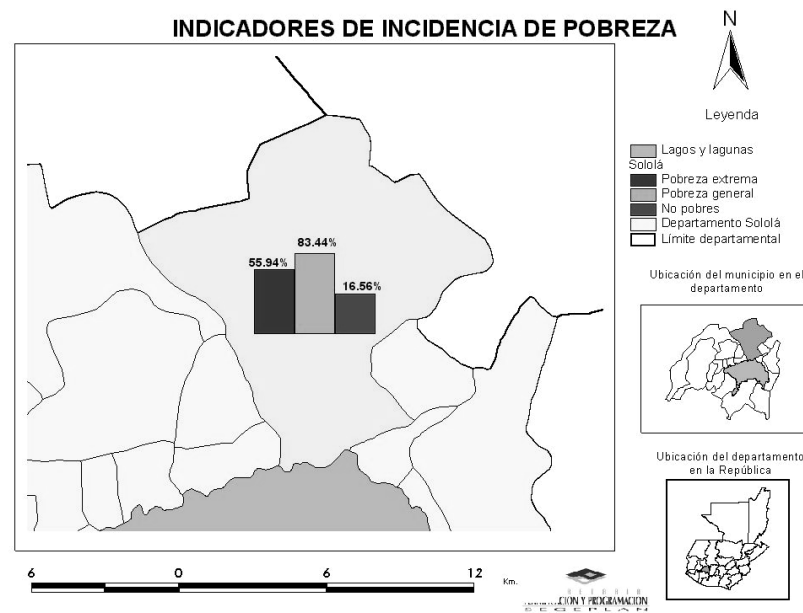 INDICADORES DE INCIDENCIA DE POBREZA
N
Leyenda
Lagos y lagunas
Sololá
Pobreza extrema
Pobreza general
No pobres
Departamento Sololá
Límite departamental
55.94%
83.44%
16.56%
Ubicación del municipio en el
departamento
Ubicación del departamento
en la República
6 0 6 12 Km.
CION Y PROGRAMACION
SEGEPLAN